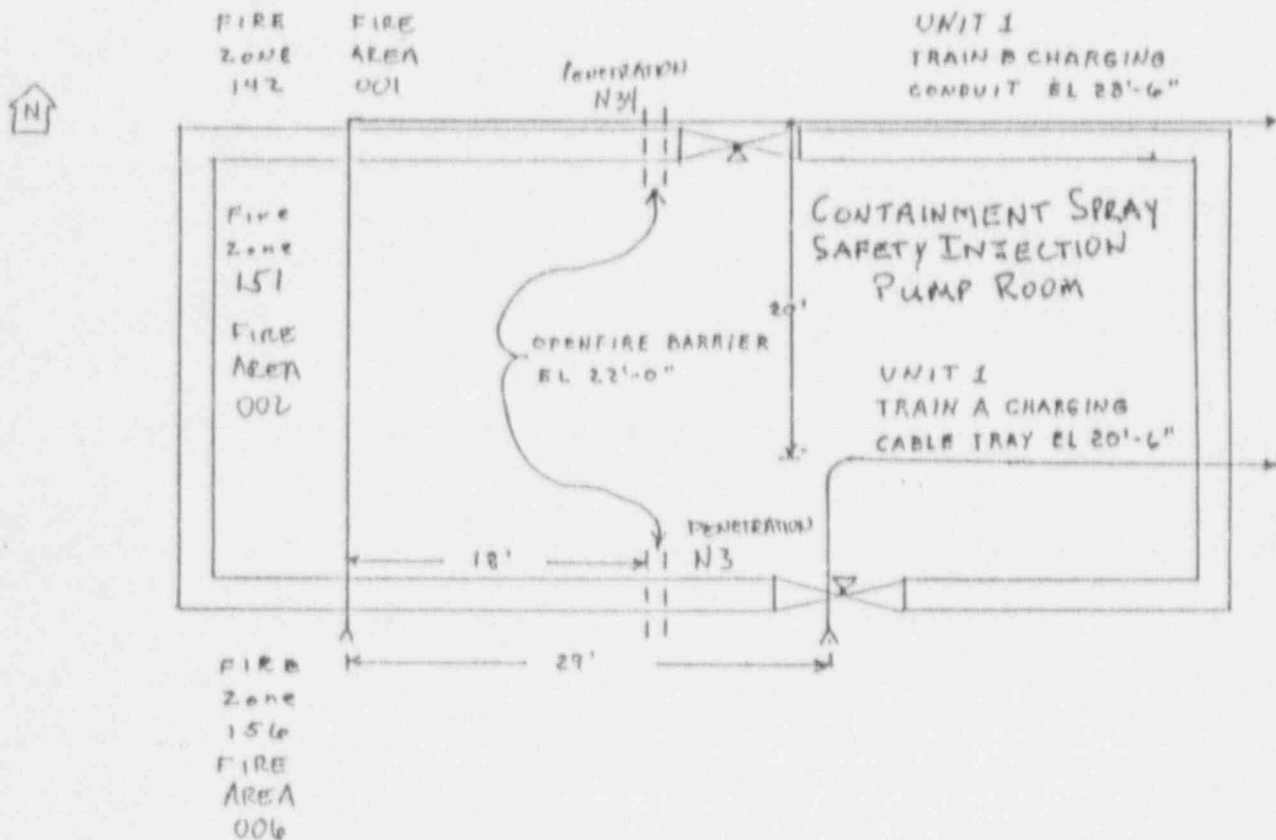 FIRE
ZONE
142
FIRE
AREA
001
PENETRATION
N34
UNIT 1
TRAIN B CHARGING
CONDUIT EL 28'-6"
N
FIRE
ZONE
151
FIRE
AREA
002
OPENFIRE BARRIER
EL 22'-0"
20'
CONTAINMENT SPRAY
SAFETY INJECTION
PUMP ROOM
UNIT 1
TRAIN A CHARGING
CABLE TRAY EL 20'-6"
18'
PENETRATION
N3
27'
FIRE
ZONE
156
FIRE
AREA
006